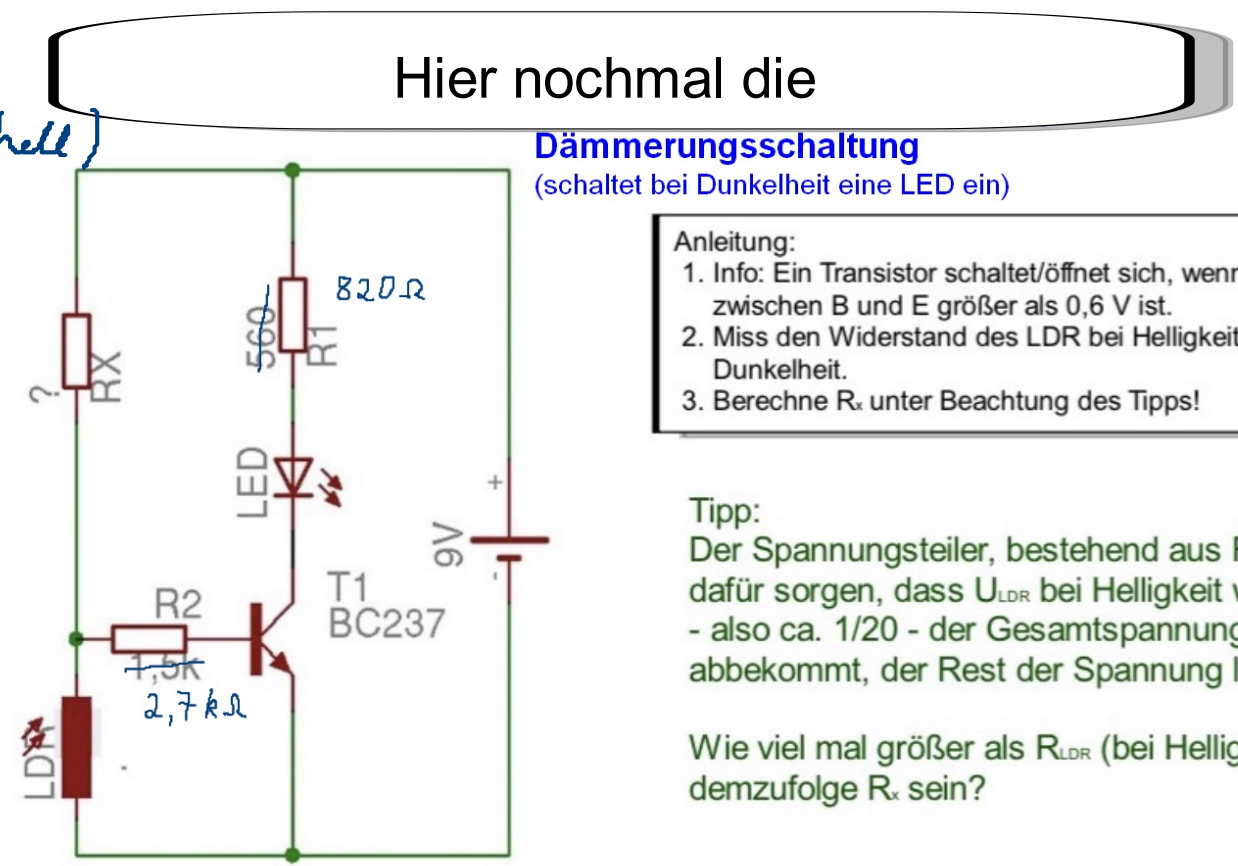 Hier nochmal die
hell)
Dämmerungsschaltung
(schaltet bei Dunkelheit eine LED ein)
Anleitung:
1. Info: Ein Transistor schaltet/öffnet sich, wenn
zwischen B und E größer als 0,6 V ist.
2. Miss den Widerstand des LDR bei Helligkeit
Dunkelheit.
3. Berechne Rx unter Beachtung des Tipps!
560
R1
820Ω
?
RX
LED
+
9V
-
T1
BC237
R2
1,5K
2,7kΩ
LDR
Tipp:
Der Spannungsteiler, bestehend aus
dafür sorgen, dass ULDR bei Helligkeit
- also ca. 1/20 - der Gesamtspannung
abbekommt, der Rest der Spannung
Wie viel mal größer als RLDR (bei Hellig
demzufolge Rx sein?